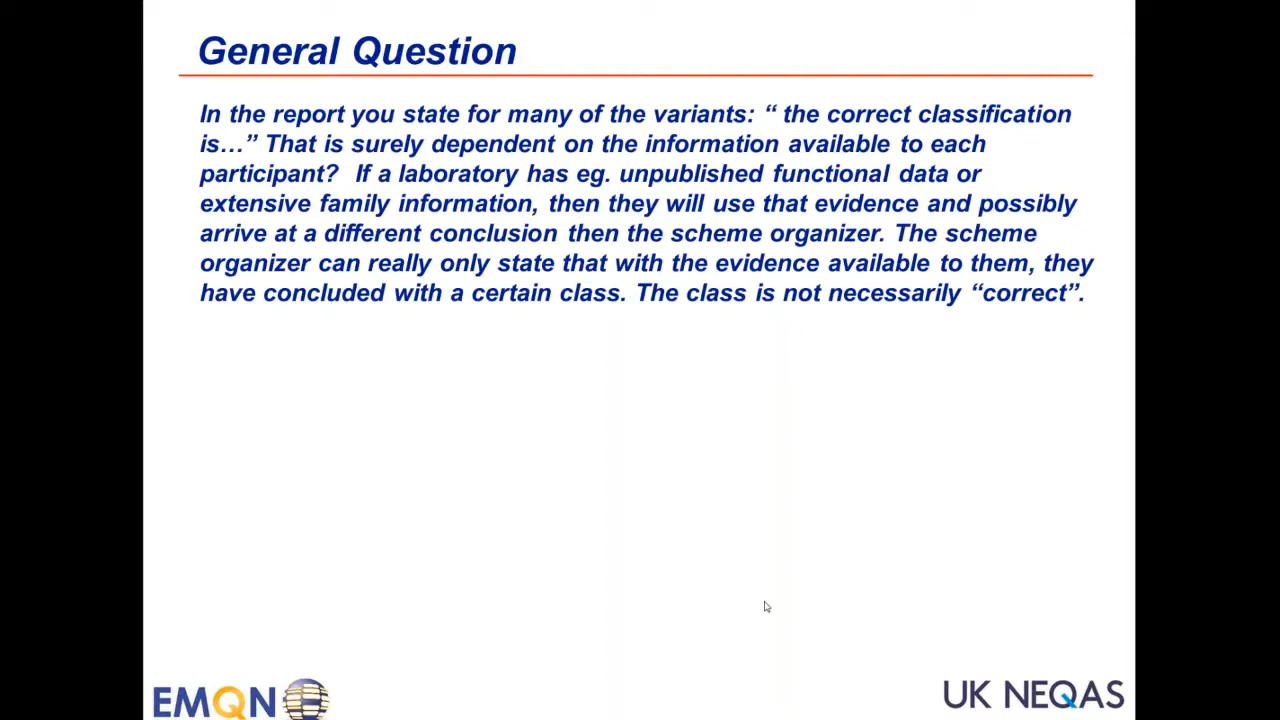 General Question
In the report you state for many of the variants: “ the correct classification
is…” That is surely dependent on the information available to each
participant?  If a laboratory has eg. unpublished functional data or
extensive family information, then they will use that evidence and possibly
arrive at a different conclusion then the scheme organizer. The scheme
organizer can really only state that with the evidence available to them, they
have concluded with a certain class. The class is not necessarily “correct”.
EMQN
UK NEQAS